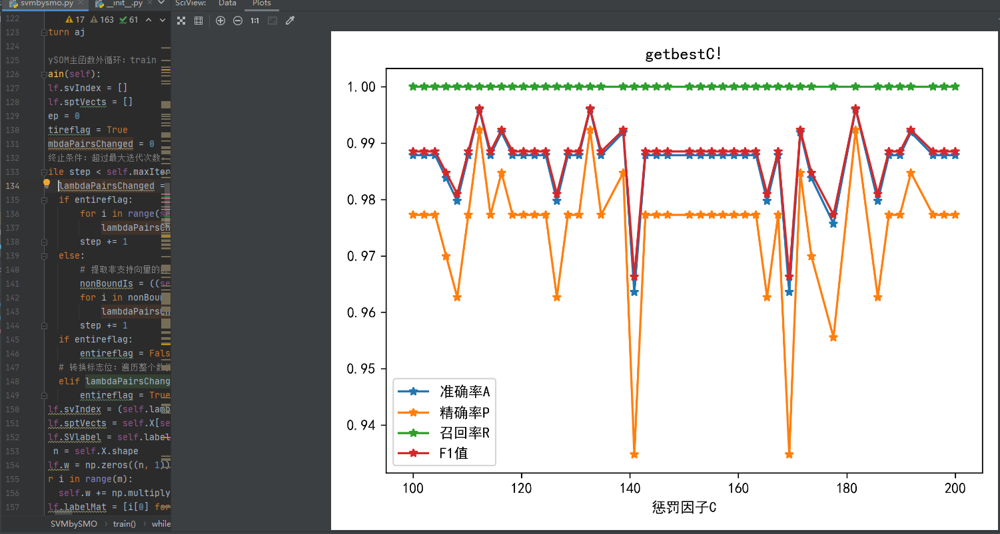 svmbysmo.py
__init__.py
SciView:
Data
Plots
17
163
61
1:1
122
123 turn aj
124
125 ySOM主函数外循环：train
126 ain(self):
127 lf.svIndex = []
128 lf.sptVects = []
129 ep = 0
130 tireflag = True
131 mbdaPairsChanged = 0
132 终止条件：超过最大迭代次数
133 ile step < self.maxIter
134 lambdaPairsChanged =
135 if entireflag:
136 for i in range(se
137 lambdaPairsCh
138 step += 1
139 else:
140 # 提取非支持向量的数
141 nonBoundIs = ((se
142 for i in nonBoun
143 lambdaPairsCh
144 step += 1
145 if entireflag:
146 entireflag = Fals
147 # 转换标志位：遍历整个数据
148 elif lambdaPairsChang
149 entireflag = True
150 lf.svIndex = (self.lamb
151 lf.sptVects = self.X[se
152 lf.SVlabel = self.label
153 n = self.X.shape
154 lf.w = np.zeros((n, 1))
155 r i in range(m):
156 self.w += np.multiply
157 lf.labelMat = [i[0] for
SVMbySMO
train()
while
getbestC!
1.00
0.99
0.98
0.97
0.96
0.95
0.94
准确率A
精确率P
召回率R
F1值
100
120
140
160
180
200
惩罚因子C